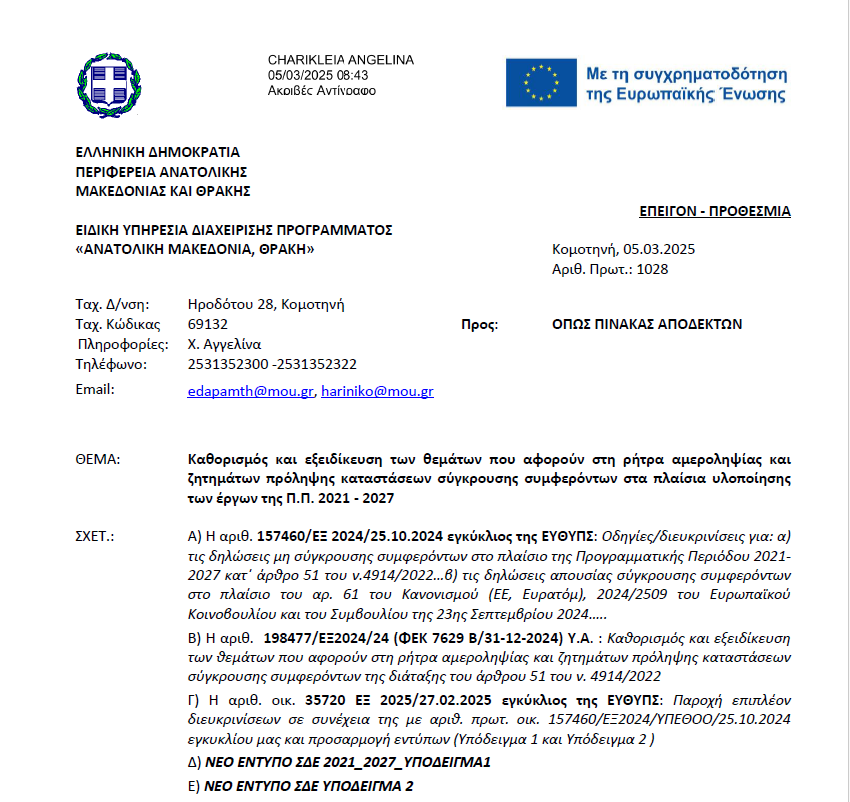 CHARIKLEIA ANGELINA
05/03/2025 08:43
Ακριβές Αντίγραφο
Με τη συγχρηματοδότηση
της Ευρωπαϊκής Ένωσης
ΕΛΛΗΝΙΚΗ ΔΗΜΟΚΡΑΤΙΑ
ΠΕΡΙΦΕΡΕΙΑ ΑΝΑΤΟΛΙΚΗΣ
ΜΑΚΕΔΟΝΙΑΣ ΚΑΙ ΘΡΑΚΗΣ
ΕΠΕΙΓΟΝ - ΠΡΟΘΕΣΜΙΑ
ΕΙΔΙΚΗ ΥΠΗΡΕΣΙΑ ΔΙΑΧΕΙΡΙΣΗΣ ΠΡΟΓΡΑΜΜΑΤΟΣ
«ΑΝΑΤΟΛΙΚΗ ΜΑΚΕΔΟΝΙΑ, ΘΡΑΚΗ»
Κομοτηνή, 05.03.2025
Αριθ. Πρωτ.: 1028
Ταχ. Δ/νση: Ηροδότου 28, Κομοτηνή
Ταχ. Κώδικας 69132 Προς: ΟΠΩΣ ΠΙΝΑΚΑΣ ΑΠΟΔΕΚΤΩΝ
Πληροφορίες: Χ. Αγγελίνα
Τηλέφωνο: 2531352300 -2531352322
Email: edapamth@mou.gr, hariniko@mou.gr
ΘΕΜΑ: Καθορισμός και εξειδίκευση των θεμάτων που αφορούν στη ρήτρα αμεροληψίας και
ζητημάτων πρόληψης καταστάσεων σύγκρουσης συμφερόντων στα πλαίσια υλοποίησης
των έργων της Π.Π. 2021 - 2027
ΣΧΕΤ.: Α) Η αριθ. 157460/ΕΞ 2024/25.10.2024 εγκύκλιος της ΕΥΘΥΠΣ: Οδηγίες/διευκρινίσεις για: α)
τις δηλώσεις μη σύγκρουσης συμφερόντων στο πλαίσιο της Προγραμματικής Περιόδου 2021-
2027 κατ΄ άρθρο 51 του ν.4914/2022…β) τις δηλώσεις απουσίας σύγκρουσης συμφερόντων
στο πλαίσιο του αρ. 61 του Κανονισμού (ΕΕ, Ευρατόμ), 2024/2509 του Ευρωπαϊκού
Κοινοβουλίου και του Συμβουλίου της 23ης Σεπτεμβρίου 2024…..
Β) Η αριθ. 198477/ΕΞ2024/24 (ΦΕΚ 7629 Β/31-12-2024) Υ.Α. : Καθορισμός και εξειδίκευση
των θεμάτων που αφορούν στη ρήτρα αμεροληψίας και ζητημάτων πρόληψης καταστάσεων
σύγκρουσης συμφερόντων της διάταξης του άρθρου 51 του ν. 4914/2022
Γ) Η αριθ. οικ. 35720 ΕΞ 2025/27.02.2025 εγκύκλιος της ΕΥΘΥΠΣ: Παροχή επιπλέον
διευκρινίσεων σε συνέχεια της με αριθ. πρωτ. οικ. 157460/ΕΞ2024/ΥΠΕΘΟΟ/25.10.2024
εγκυκλίου μας και προσαρμογή εντύπων (Υπόδειγμα 1 και Υπόδειγμα 2 )
Δ) ΝΕΟ ΕΝΤΥΠΟ ΣΔΕ 2021_2027_ΥΠΟΔΕΙΓΜΑ1
Ε) ΝΕΟ ΕΝΤΥΠΟ ΣΔΕ ΥΠΟΔΕΙΓΜΑ 2